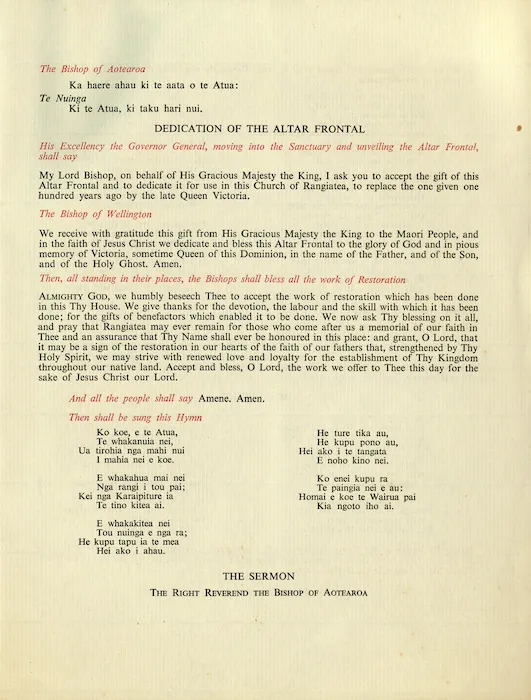 The Bishop of Aotearoa
Ka haere ahau ki te aata o te Atua:
Te Nuinga
Ki te Atua, ki taku hari nui.
DEDICATION OF THE ALTAR FRONTAL
His Excellency the Governor General, moving into the Sanctuary and unveiling the Altar Frontal,
shall say
My Lord Bishop, on behalf of His Gracious Majesty the King, I ask you to accept the gift of this
Altar Frontal and to dedicate it for use in this Church of Rangiatea, to replace the one given one
hundred years ago by the late Queen Victoria.
The Bishop of Wellington
We receive with gratitude this gift from His Gracious Majesty the King to the Maori People, and
in the faith of Jesus Christ we dedicate and bless this Altar Frontal to the glory of God and in pious
memory of Victoria, sometime Queen of this Dominion, in the name of the Father, and of the Son,
and of the Holy Ghost. Amen.
Then, all standing in their places, the Bishops shall bless all the work of Restoration
ALMIGHTY GOD, we humbly beseech Thee to accept the work of restoration which has been done
in this Thy House. We give thanks for the devotion, the labour and the skill with which it has been
done; for the gifts of benefactors which enabled it to be done. We now ask Thy blessing on it all,
and pray that Rangiatea may ever remain for those who come after us a memorial of our faith in
Thee and an assurance that Thy Name shall ever be honoured in this place: and grant, O Lord, that
it may be a sign of the restoration in our hearts of the faith of our fathers that, strengthened by Thy
Holy Spirit, we may strive with renewed love and loyalty for the establishment of Thy Kingdom
throughout our native land. Accept and bless, O Lord, the work we offer to Thee this day for the
sake of Jesus Christ our Lord.
And all the people shall say Amene. Amen.
Then shall be sung this Hymn
Ko koe, e te Atua,
Te whakanuia nei,
Ua tirohia nga mahi nui
I mahia nei e koe.
E whakahua mai nei
Nga rangi i tou pai;
Kei nga Karaipiture ia
Te tino kitea ai.
E whakakitea nei
Tou nuinga e nga ra;
He kupu tapu ia te mea
Hei ako i ahau.
He ture tika au,
He kupu pono au,
Hei ako i te tangata
E noho kino nei.
Ko enei kupu ra
Te paingia nei e au:
Homai e koe te Wairua pai
Kia ngoto iho ai.
THE SERMON
THE RIGHT REVEREND THE BISHOP OF AOTEAROA